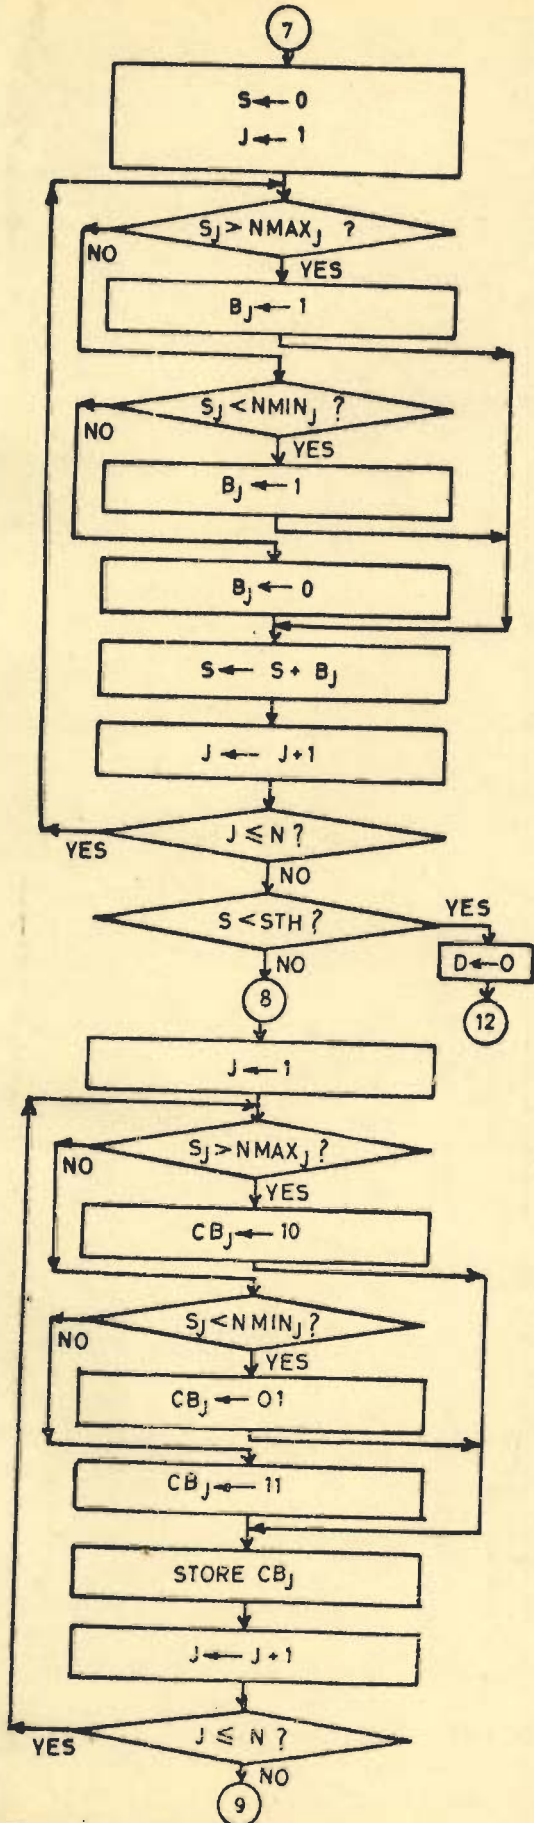 7
S ← 0
J ← 1
S_J > NMAX_J ?
NO
YES
B_J ← 1
S_J < NMIN_J ?
NO
YES
B_J ← 1
B_J ← 0
S ← S + B_J
J ← J+1
J ≤ N ?
YES
NO
S < STH ?
YES
NO
D ← 0
8
12
J ← 1
S_J > NMAX_J ?
NO
YES
CB_J ← 10
S_J < NMIN_J ?
NO
YES
CB_J ← 01
CB_J ← 11
STORE CB_J
J ← J+1
J ≤ N ?
YES
NO
9